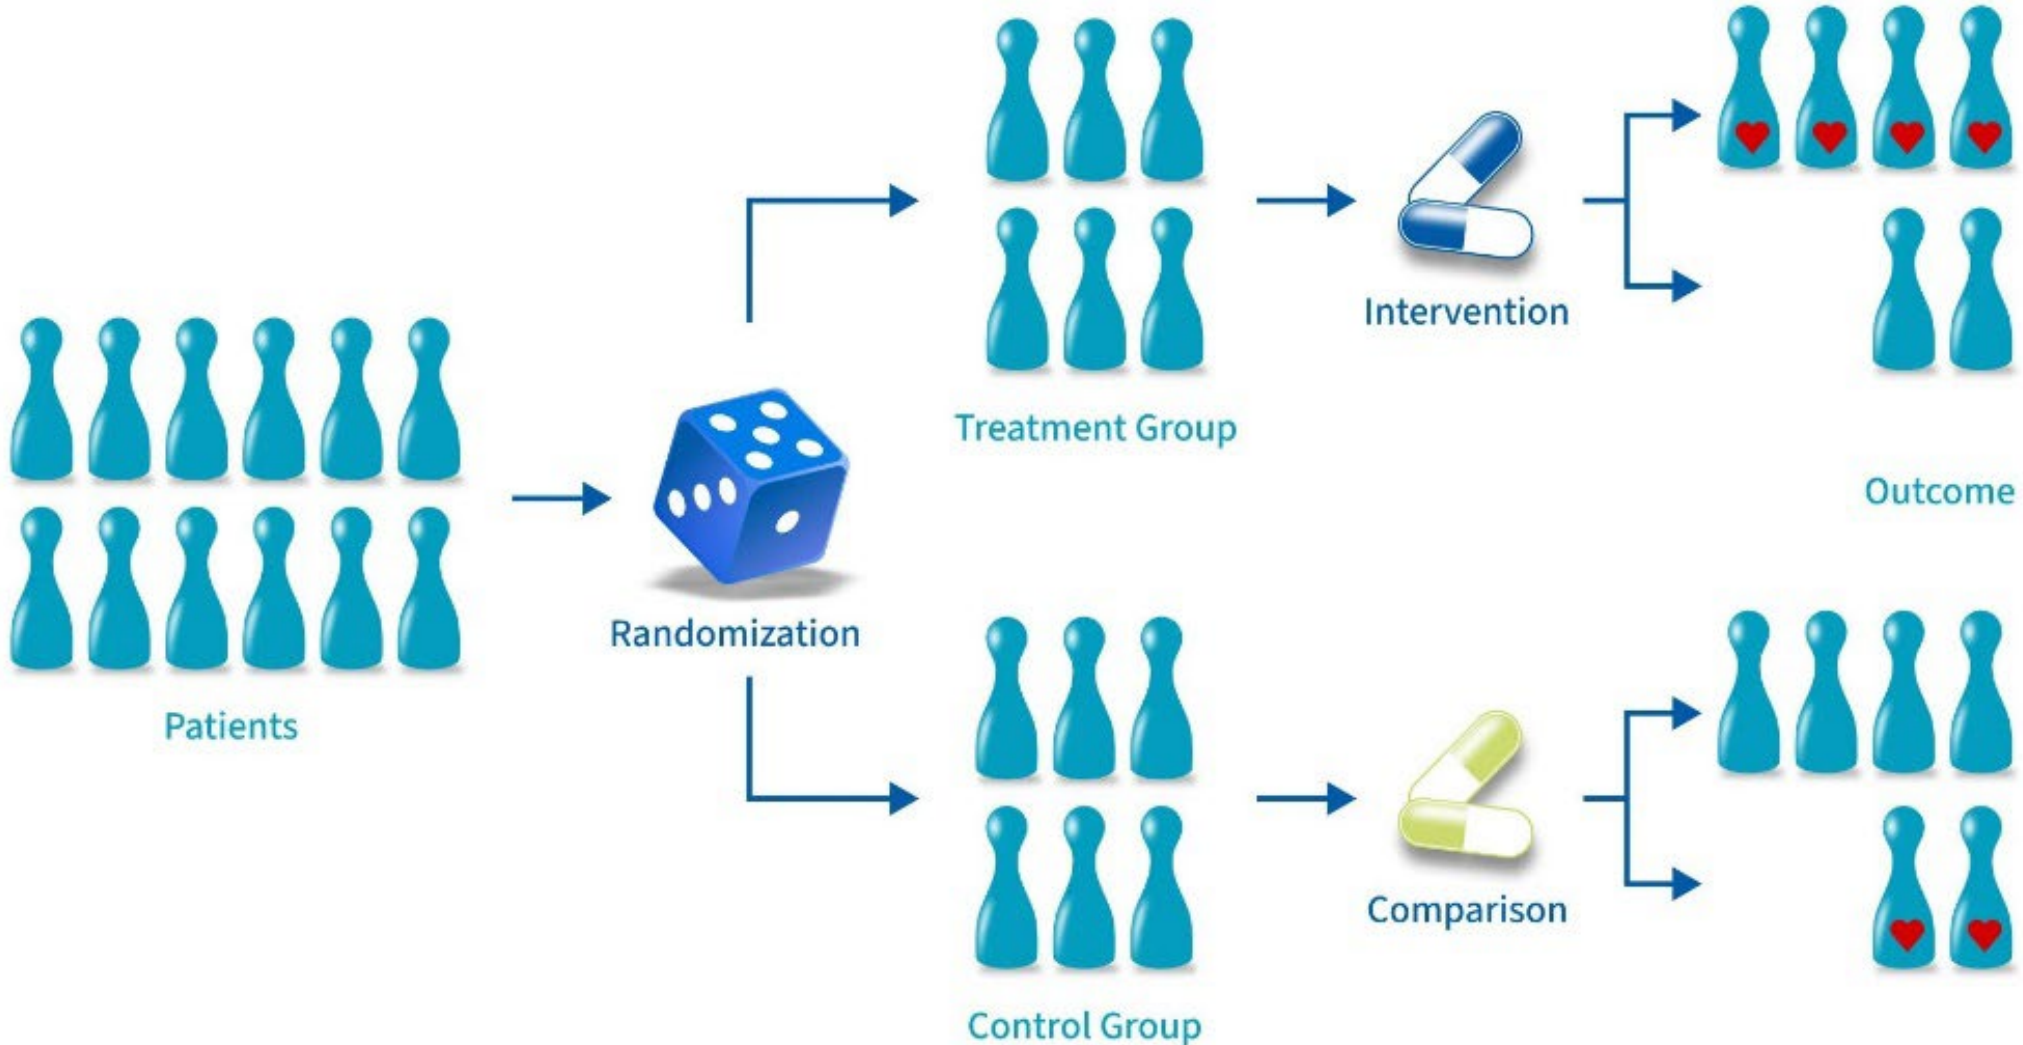 Patients
Randomization
Treatment Group
Intervention
Outcome
Control Group
Comparison